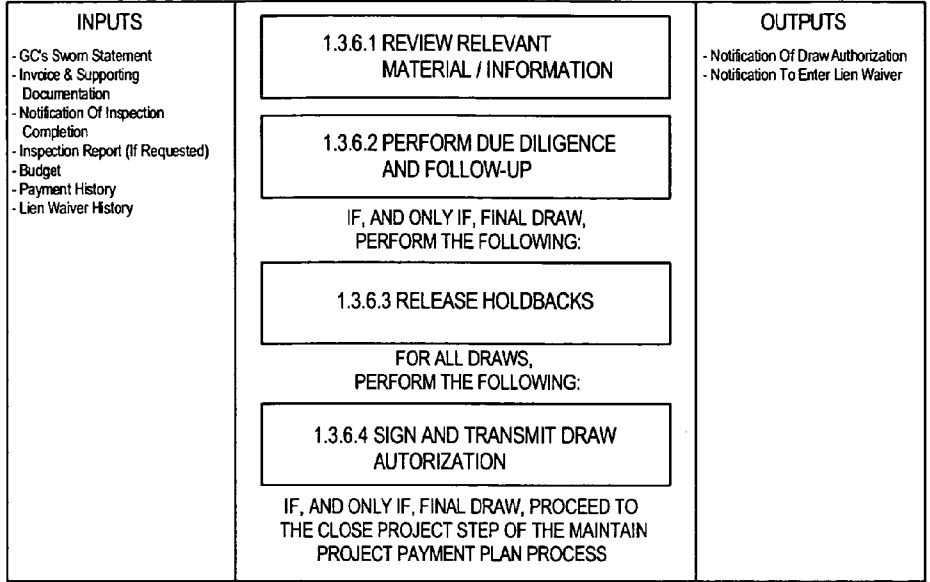 INPUTS
- GC's Sworn Statement
- Invoice & Supporting
Documentation
- Notification Of Inspection
Completion
- Inspection Report (If Requested)
- Budget
- Payment History
- Lien Waiver History
1.3.6.1 REVIEW RELEVANT
MATERIAL / INFORMATION
1.3.6.2 PERFORM DUE DILIGENCE
AND FOLLOW-UP
IF, AND ONLY IF, FINAL DRAW,
PERFORM THE FOLLOWING:
1.3.6.3 RELEASE HOLDBACKS
FOR ALL DRAWS,
PERFORM THE FOLLOWING:
1.3.6.4 SIGN AND TRANSMIT DRAW
AUTORIZATION
IF, AND ONLY IF, FINAL DRAW, PROCEED TO
THE CLOSE PROJECT STEP OF THE MAINTAIN
PROJECT PAYMENT PLAN PROCESS
OUTPUTS
- Notification Of Draw Authorization
- Notification To Enter Lien Waiver